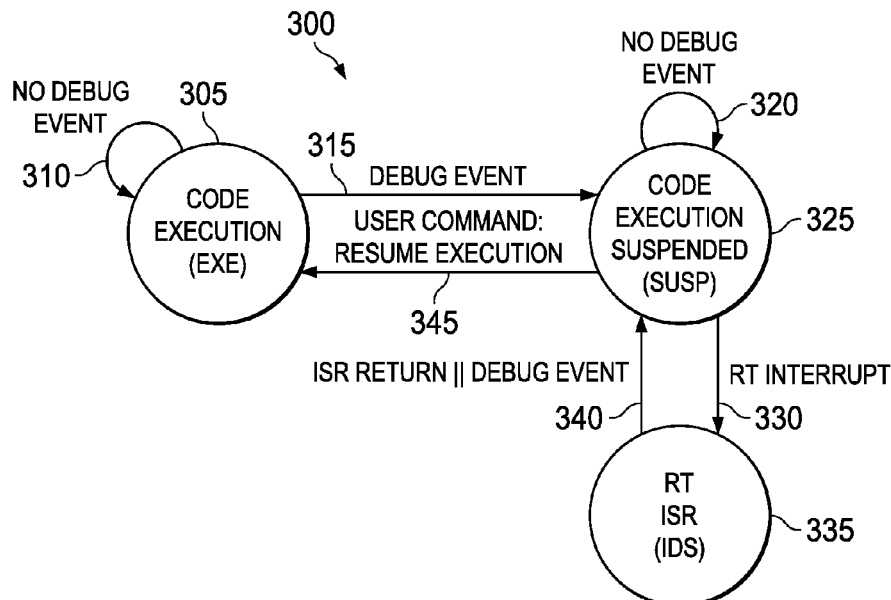 300
NO DEBUG
EVENT
310
305
CODE
EXECUTION
(EXE)
315
DEBUG EVENT
USER COMMAND:
RESUME EXECUTION
345
NO DEBUG
EVENT
320
CODE
EXECUTION
SUSPENDED
(SUSP)
325
ISR RETURN || DEBUG EVENT
340
RT INTERRUPT
330
RT
ISR
(IDS)
335